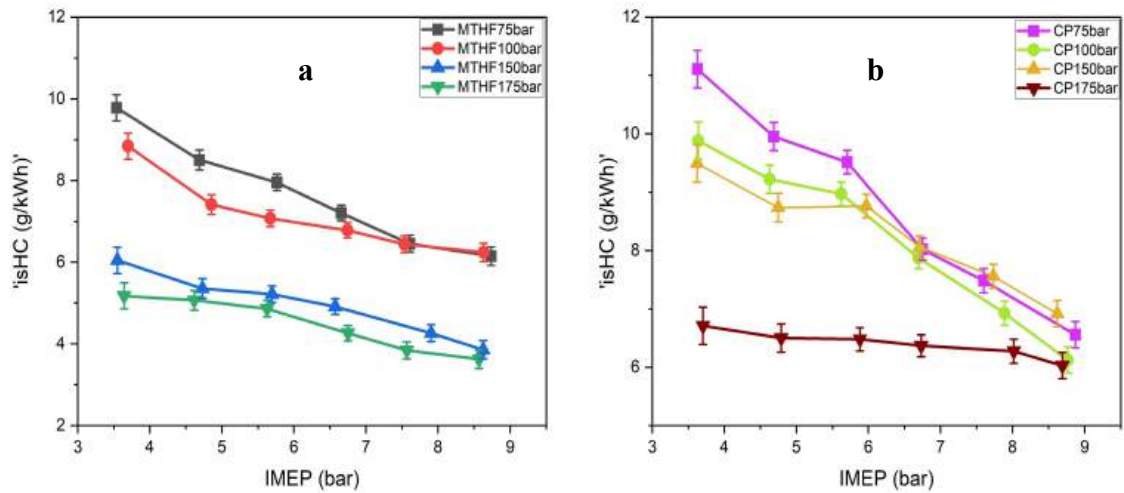 12
10
8
6
4
2
3 4 5 6 7 8 9
IMEP (bar)
'isHC (g/kWh)'
a
MTHF75bar
MTHF100bar
MTHF150bar
MTHF175bar
12
10
8
6
3 4 5 6 7 8 9
IMEP (bar)
'isHC (g/kWh)'
b
CP75bar
CP100bar
CP150bar
CP175bar